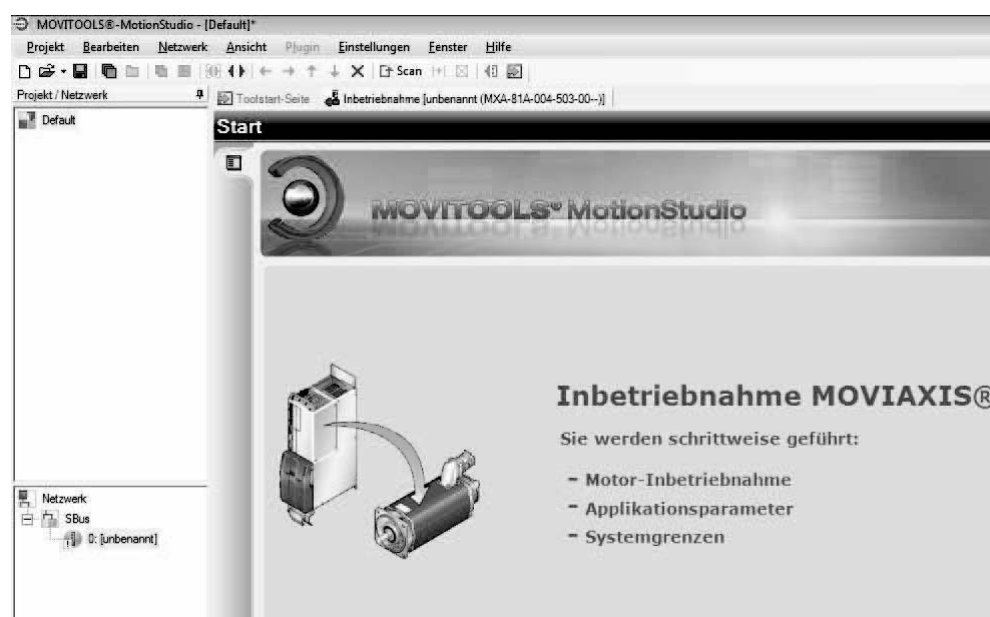 MOVITOOLS®-MotionStudio - [Default]*
Projekt Bearbeiten Netzwerk Ansicht Plugin Einstellungen Fenster Hilfe
Scan
Projekt / Netzwerk
Toolstart-Seite Inbetriebnahme [unbenannt (MXA-81A-004-503-00--)]
Default
Start
MOVITOOLS® MotionStudio
Inbetriebnahme MOVIAXIS®
Sie werden schrittweise geführt:
- Motor-Inbetriebnahme
- Applikationsparameter
- Systemgrenzen
Netzwerk
SBus
0: [unbenannt]